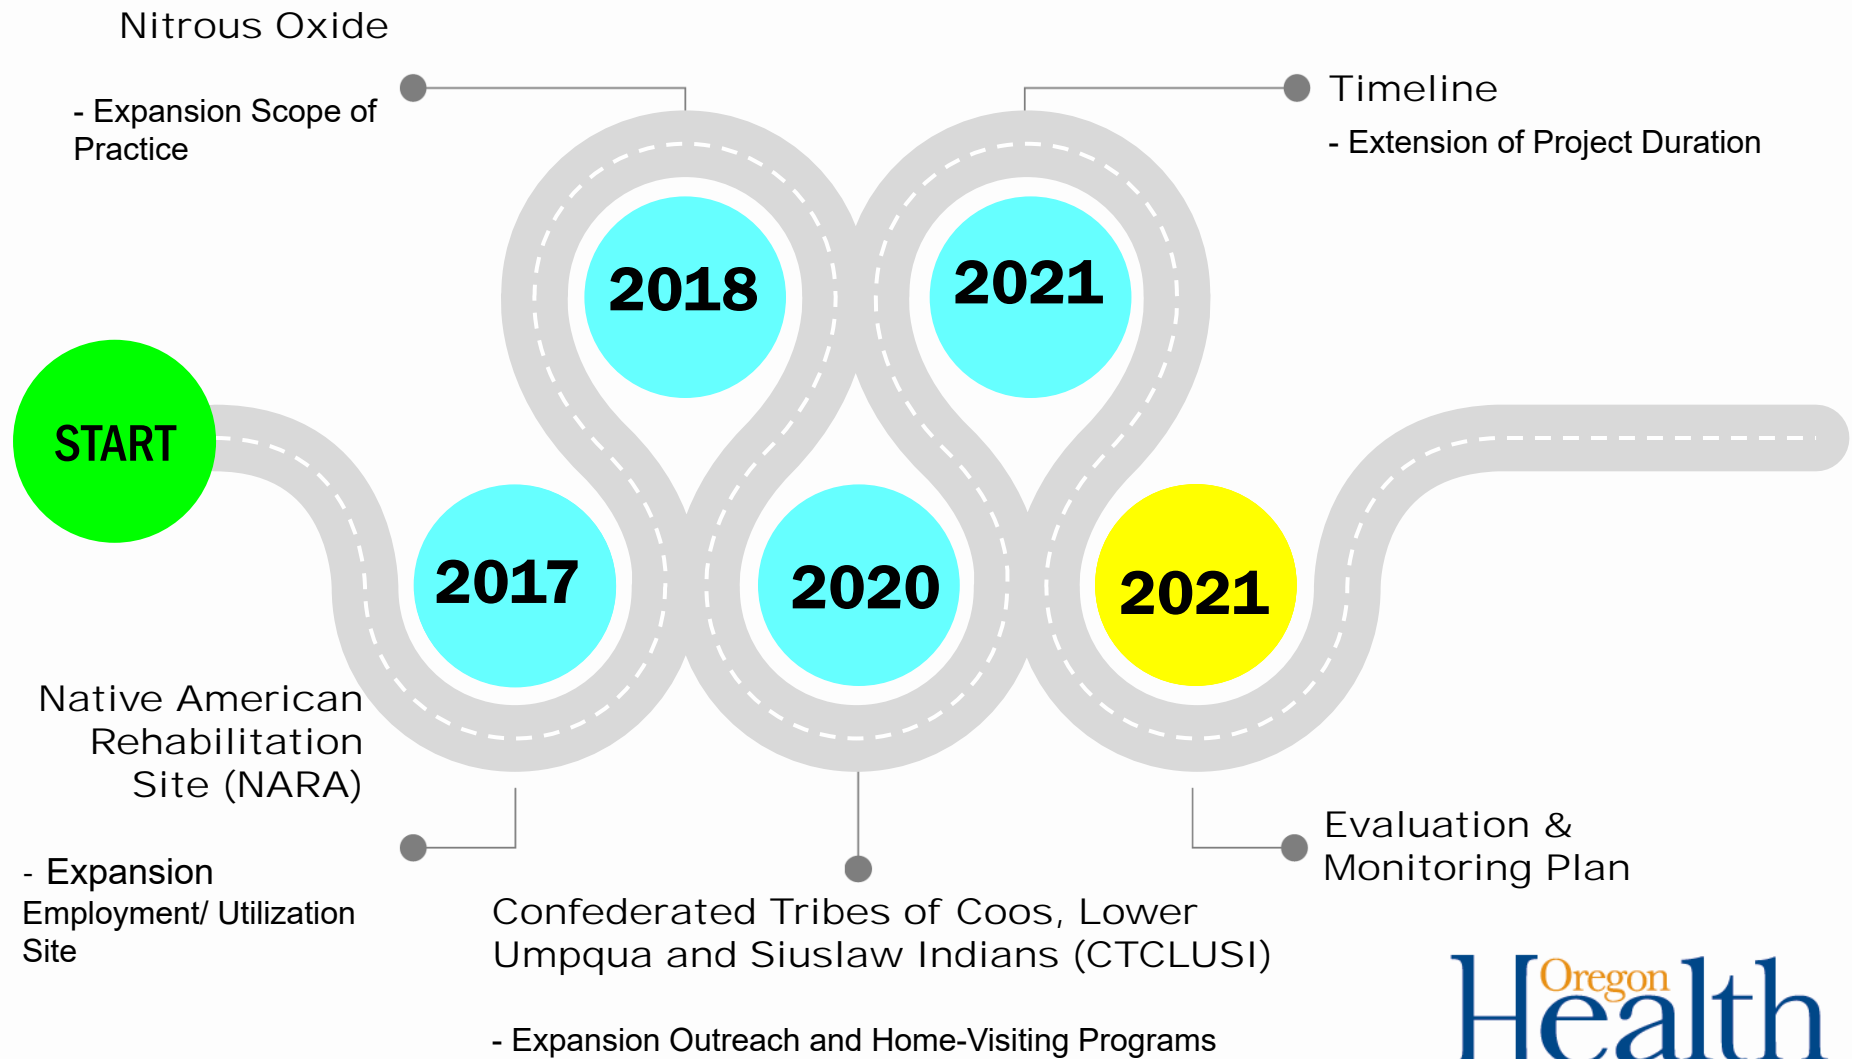 Nitrous Oxide
- Expansion Scope of
Practice
Timeline
- Extension of Project Duration
2018
2021
START
2017
2020
2021
Native American
Rehabilitation
Site (NARA)
- Expansion
Employment/ Utilization
Site
Confederated Tribes of Coos, Lower
Umpqua and Siuslaw Indians (CTCLUSI)
- Expansion Outreach and Home-Visiting Programs
Evaluation &
Monitoring Plan
Oregon
Health